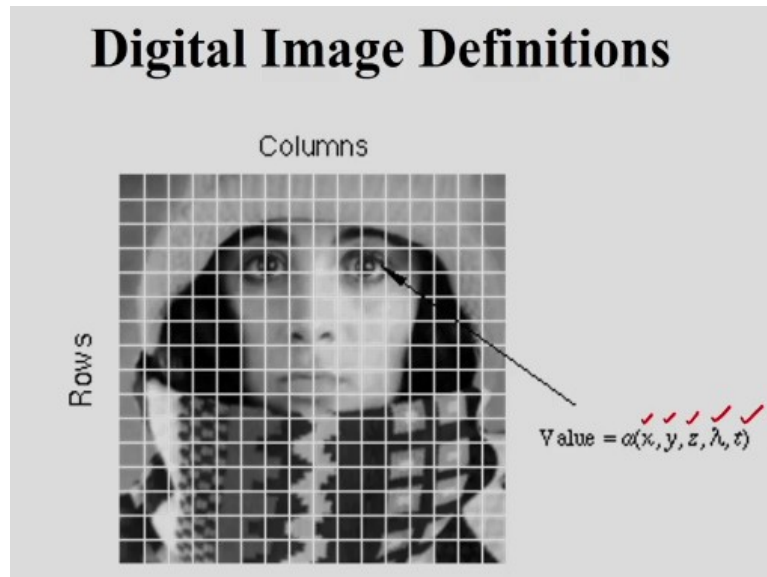 Digital Image Definitions
Columns
Rows
Value = a(x, y, z, λ, t)